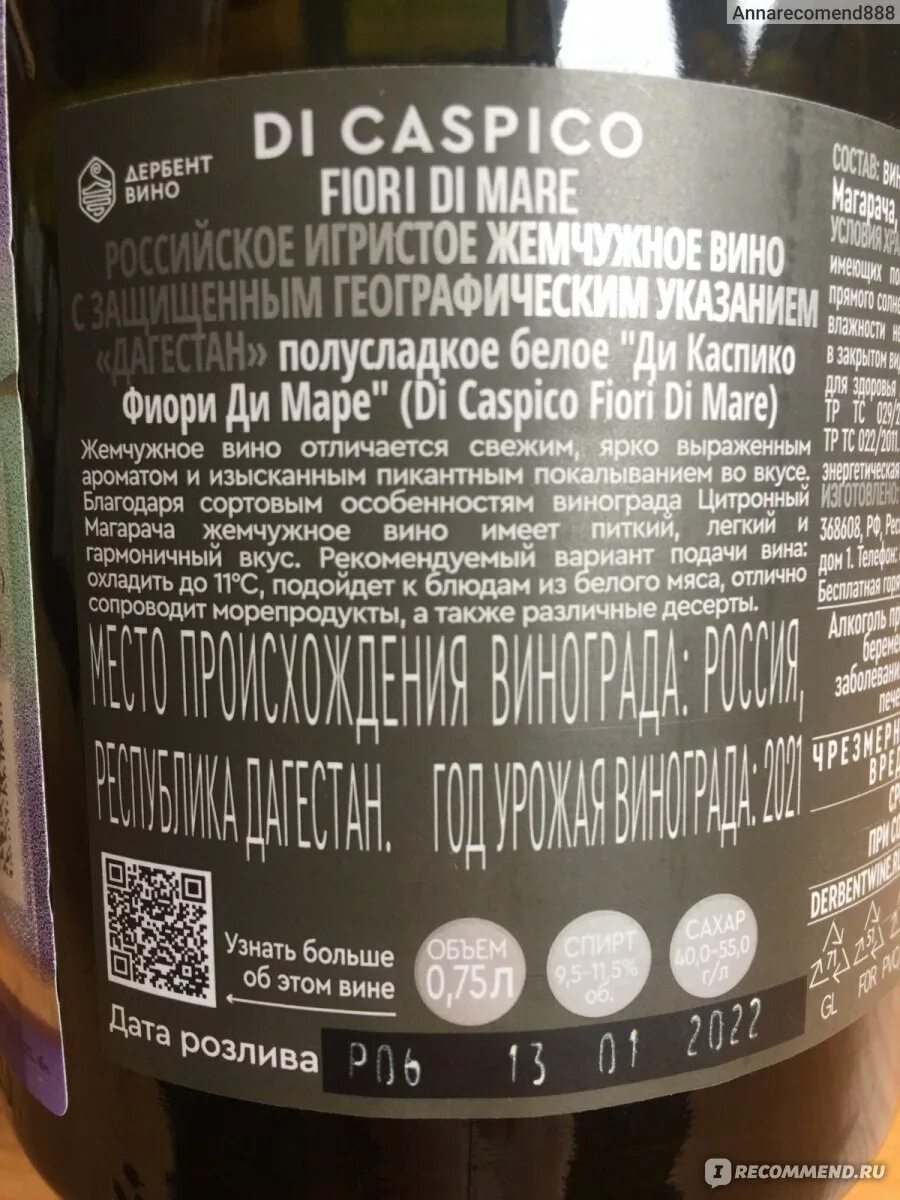 Annarecomend888
ДЕРБЕНТ
ВИНО
DI CASPICO
FIORI DI MARE
РОССИЙСКОЕ ИГРИСТОЕ ЖЕМЧУЖНОЕ ВИНО
С ЗАЩИЩЕННЫМ ГЕОГРАФИЧЕСКИМ УКАЗАНИЕМ
«ДАГЕСТАН» полусладкое белое "Ди Каспико
Фиори Ди Маре" (Di Caspico Fiori Di Mare)
Жемчужное вино отличается свежим, ярко выраженным
ароматом и изысканным пикантным покалыванием во вкусе.
Благодаря сортовым особенностям винограда Цитронный
Магарача жемчужное вино имеет питкий, легкий и
гармоничный вкус. Рекомендуемый вариант подачи вина:
охладить до 11°С, подойдет к блюдам из белого мяса, отлично
сопроводит морепродукты, а также различные десерты.
МЕСТО ПРОИСХОЖДЕНИЯ ВИНОГРАДА: РОССИЯ,
РЕСПУБЛИКА ДАГЕСТАН. ГОД УРОЖАЯ ВИНОГРАДА: 2021
Узнать больше
об этом вине
ОБЪЕМ
0,75л
СПИРТ
9,5-11,5%
об.
САХАР
40,0-55,0
г/л
Дата розлива
P06 13 01 2022
СОСТАВ:
Магарача,
УСЛОВИЯ
имеющих
прямого
влажности
в закрытом
для здоровья
ТР ТС 029/2
ТР ТС 022/2011.
энергетическая
ИЗГОТОВЛЕНО:
368608, РФ,
дом 1. Телефон:
Бесплатная
Алкоголь
DERBENTWINE.R
71
51
GL
FOR
PVC
IRECOMMEND.RU